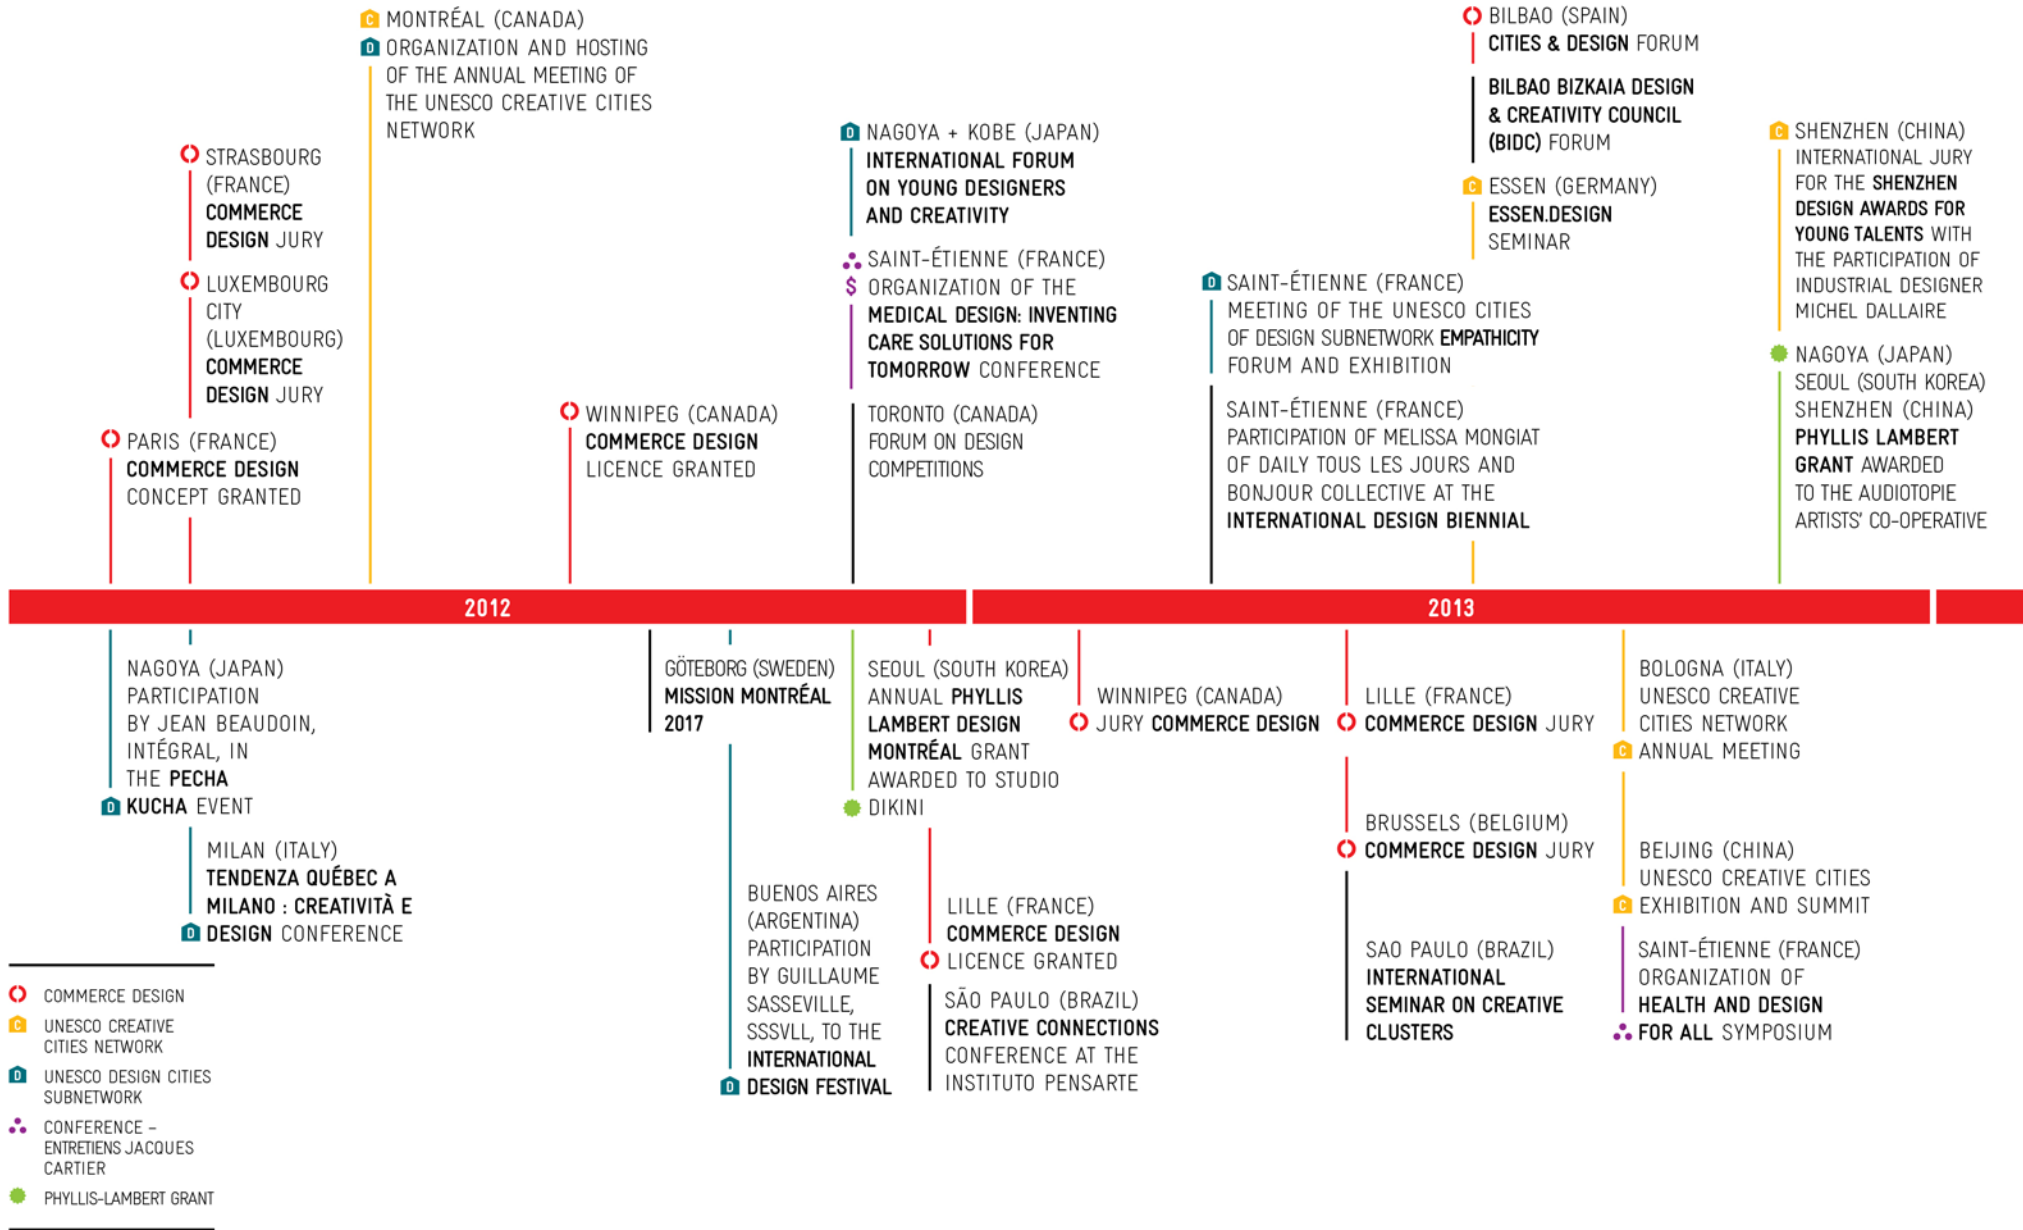 MONTRÉAL (CANADA)
ORGANIZATION AND HOSTING
OF THE ANNUAL MEETING OF
THE UNESCO CREATIVE CITIES
NETWORK
STRASBOURG
(FRANCE)
COMMERCE
DESIGN JURY
LUXEMBOURG
CITY
(LUXEMBOURG)
COMMERCE
DESIGN JURY
PARIS (FRANCE)
COMMERCE DESIGN
CONCEPT GRANTED
WINNIPEG (CANADA)
COMMERCE DESIGN
LICENCE GRANTED
NAGOYA + KOBE (JAPAN)
INTERNATIONAL FORUM
ON YOUNG DESIGNERS
AND CREATIVITY
SAINT-ÉTIENNE (FRANCE)
$ ORGANIZATION OF THE
MEDICAL DESIGN: INVENTING
CARE SOLUTIONS FOR
TOMORROW CONFERENCE
TORONTO (CANADA)
FORUM ON DESIGN
COMPETITIONS
SAINT-ÉTIENNE (FRANCE)
MEETING OF THE UNESCO CITIES
OF DESIGN SUBNETWORK EMPATHICITY
FORUM AND EXHIBITION
SAINT-ÉTIENNE (FRANCE)
PARTICIPATION OF MELISSA MONGIAT
OF DAILY TOUS LES JOURS AND
BONJOUR COLLECTIVE AT THE
INTERNATIONAL DESIGN BIENNIAL
BILBAO (SPAIN)
CITIES & DESIGN FORUM
BILBAO BIZKAIA DESIGN
& CREATIVITY COUNCIL
(BIDC) FORUM
ESSEN (GERMANY)
ESSEN.DESIGN
SEMINAR
SHENZHEN (CHINA)
INTERNATIONAL JURY
FOR THE SHENZHEN
DESIGN AWARDS FOR
YOUNG TALENTS WITH
THE PARTICIPATION OF
INDUSTRIAL DESIGNER
MICHEL DALLAIRE
NAGOYA (JAPAN)
SEOUL (SOUTH KOREA)
SHENZHEN (CHINA)
PHYLLIS LAMBERT
GRANT AWARDED
TO THE AUDIOTOPIE
ARTISTS' CO-OPERATIVE
2012
2013
NAGOYA (JAPAN)
PARTICIPATION
BY JEAN BEAUDOIN,
INTÉGRAL, IN
THE PECHA
KUCHA EVENT
MILAN (ITALY)
TENDENZA QUÉBEC A
MILANO : CREATIVITÀ E
DESIGN CONFERENCE
GÖTEBORG (SWEDEN)
MISSION MONTRÉAL
2017
BUENOS AIRES
(ARGENTINA)
PARTICIPATION
BY GUILLAUME
SASSEVILLE,
SSSVLL, TO THE
INTERNATIONAL
DESIGN FESTIVAL
SEOUL (SOUTH KOREA)
ANNUAL PHYLLIS
LAMBERT DESIGN
MONTRÉAL GRANT
AWARDED TO STUDIO
DIKINI
LILLE (FRANCE)
COMMERCE DESIGN
LICENCE GRANTED
SÃO PAULO (BRAZIL)
CREATIVE CONNECTIONS
CONFERENCE AT THE
INSTITUTO PENSARTE
WINNIPEG (CANADA)
JURY COMMERCE DESIGN
LILLE (FRANCE)
COMMERCE DESIGN JURY
BRUSSELS (BELGIUM)
COMMERCE DESIGN JURY
SAO PAULO (BRAZIL)
INTERNATIONAL
SEMINAR ON CREATIVE
CLUSTERS
BOLOGNA (ITALY)
UNESCO CREATIVE
CITIES NETWORK
ANNUAL MEETING
BEIJING (CHINA)
UNESCO CREATIVE CITIES
EXHIBITION AND SUMMIT
SAINT-ÉTIENNE (FRANCE)
ORGANIZATION OF
HEALTH AND DESIGN
FOR ALL SYMPOSIUM
COMMERCE DESIGN
C UNESCO CREATIVE
CITIES NETWORK
D UNESCO DESIGN CITIES
SUBNETWORK
CONFERENCE –
ENTRETIENS JACQUES
CARTIER
PHYLLIS-LAMBERT GRANT